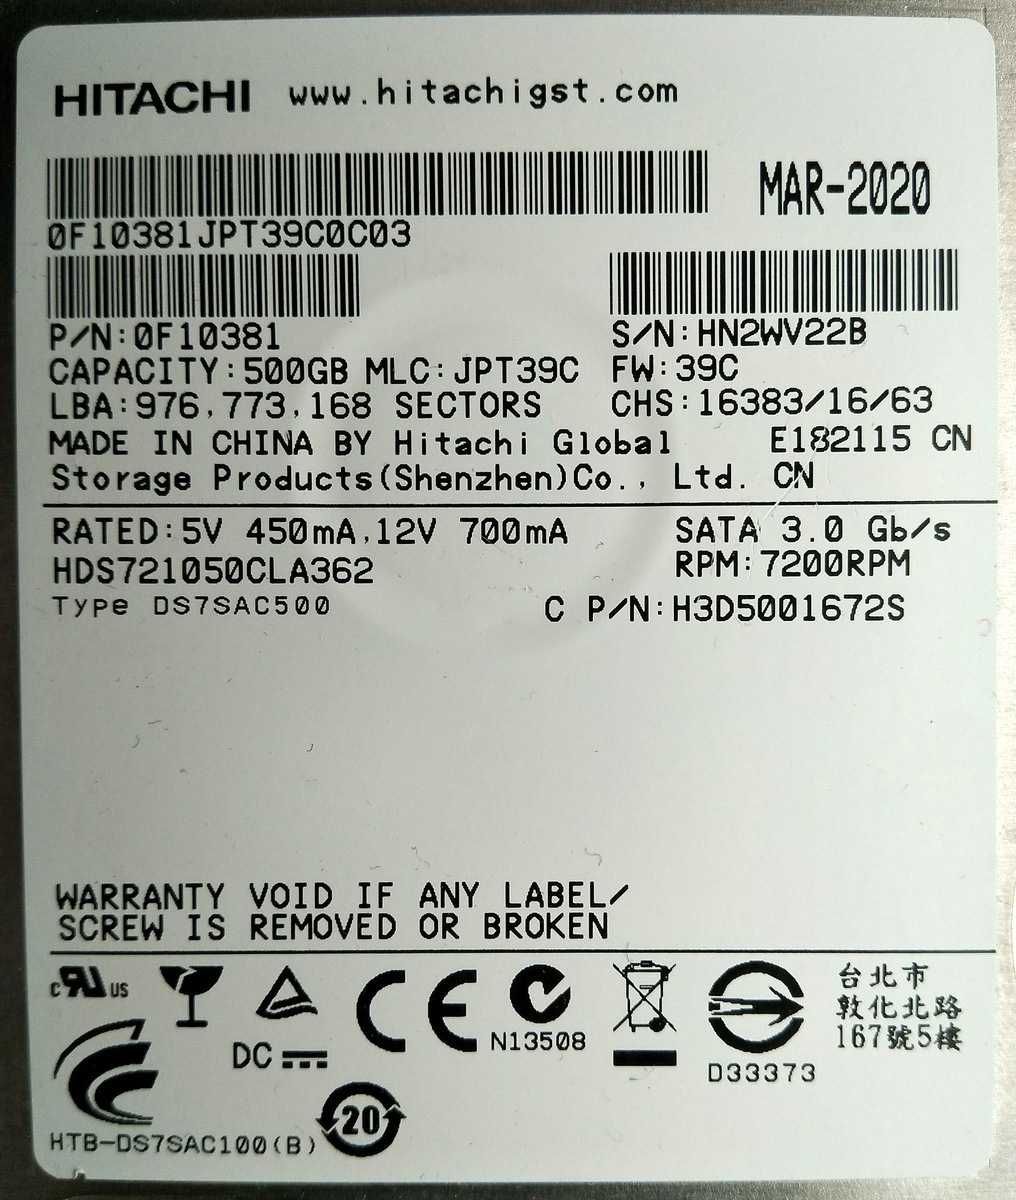 HITACHI www.hitachigst.com
MAR-2020
0F10381JPT39C0C03
P/N:0F10381 S/N:HN2WV22B
CAPACITY:500GB MLC:JPT39C FW:39C
LBA:976,773,168 SECTORS CHS:16383/16/63
MADE IN CHINA BY Hitachi Global E182115 CN
Storage Products(Shenzhen)Co., Ltd. CN
RATED:5V 450mA,12V 700mA SATA 3.0 Gb/s
HDS721050CLA362 RPM:7200RPM
Type DS7SAC500 C P/N:H3D5001672S
WARRANTY VOID IF ANY LABEL/
SCREW IS REMOVED OR BROKEN
c RU US
CE
N13508
DC
D33373
台北市
敦化北路
167號5樓
20
HTB-DS7SAC100(B)